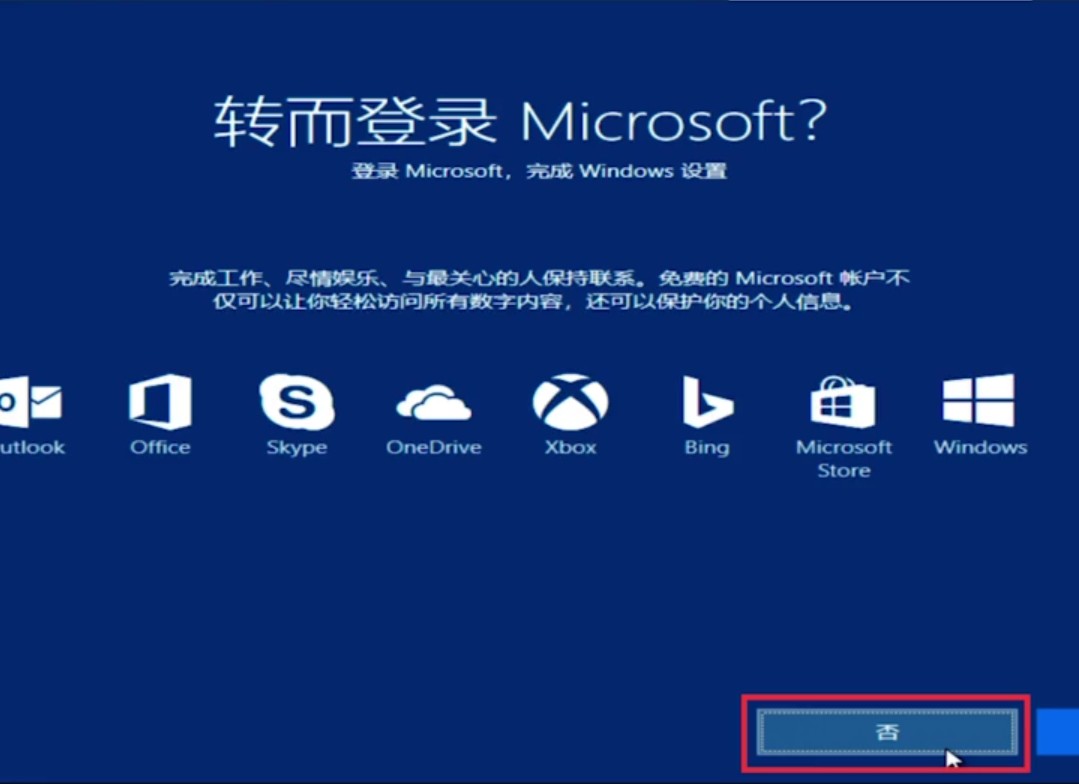 转而登录 Microsoft?
登录 Microsoft，完成 Windows 设置
完成工作、尽情娱乐、与最关心的人保持联系。免费的 Microsoft 帐户不
仅可以让你轻松访问所有数字内容，还可以保护你的个人信息。
utlook
Office
Skype
OneDrive
Xbox
Bing
Microsoft
Store
Windows
否